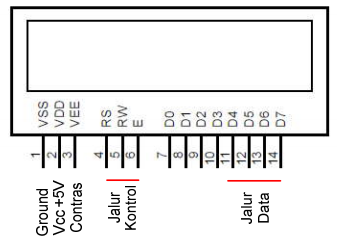 VSS
VDD
VEE
RS
RW
E
D0
D1
D2
D3
D4
D5
D6
D7
1
2
3
4
5
6
7
8
9
10
11
12
13
14
Ground
Vcc +5V
Contras
Jalur
Kontrol
Jalur
Data